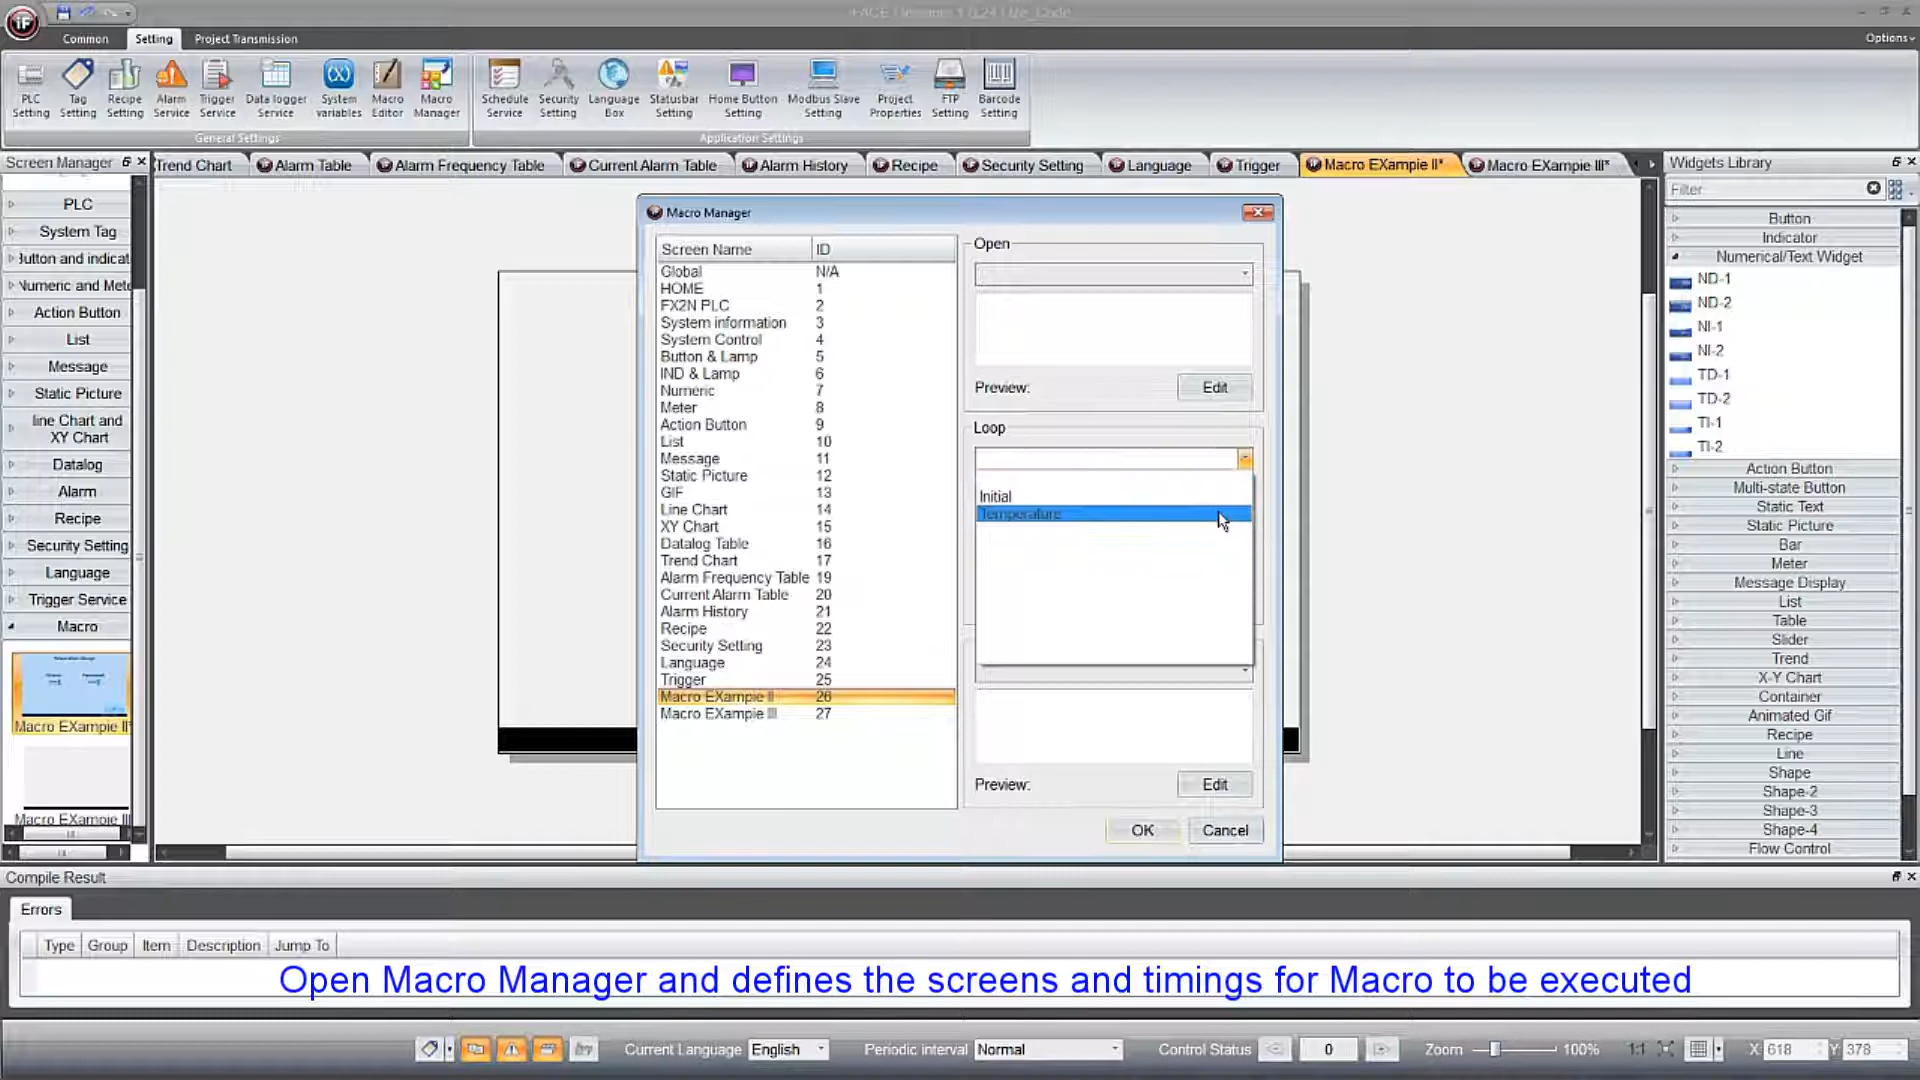 Common
Setting
Project Transmission
Options
PLC Setting
Tag Setting
Recipe Setting
Alarm Service
Trigger Service
Data logger Service
System variables
Macro Editor
Macro Manager
General Settings
Schedule Service
Security Setting
Language Box
Statusbar Setting
Home Button Setting
Modbus Slave Setting
Project Properties
FTP Setting
Barcode Setting
Application Settings
Screen Manager
Trend Chart
Alarm Table
Alarm Frequency Table
Current Alarm Table
Alarm History
Recipe
Security Setting
Language
Trigger
Macro EXampie II*
Macro EXampie III*
Widgets Library
PLC
System Tag
Button and indicat
Numeric and Mete
Action Button
List
Message
Static Picture
line Chart and
XY Chart
Datalog
Alarm
Recipe
Security Setting
Language
Trigger Service
Macro
Macro EXampie II*
Macro EXampie III
Macro Manager
Screen Name ID
Global N/A
HOME 1
FX2N PLC 2
System information 3
System Control 4
Button & Lamp 5
IND & Lamp 6
Numeric 7
Meter 8
Action Button 9
List 10
Message 11
Static Picture 12
GIF 13
Line Chart 14
XY Chart 15
Datalog Table 16
Trend Chart 17
Alarm Frequency Table 19
Current Alarm Table 20
Alarm History 21
Recipe 22
Security Setting 23
Language 24
Trigger 25
Macro EXampie II 26
Macro EXampie III 27
Open
Preview:
Edit
Loop
Initial
Temperature
Preview:
Edit
OK
Cancel
Filter
Button
Indicator
Numerical/Text Widget
ND-1
ND-2
NI-1
NI-2
TD-1
TD-2
TI-1
TI-2
Action Button
Multi-state Button
Static Text
Static Picture
Bar
Meter
Message Display
List
Table
Slider
Trend
X-Y Chart
Container
Animated Gif
Recipe
Line
Shape
Shape-2
Shape-3
Shape-4
Flow Control
Compile Result
Errors
Type Group Item Description Jump To
Open Macro Manager and defines the screens and timings for Macro to be executed
Current Language English
Periodic interval Normal
Control Status 0
Zoom 100% 1:1
X: 618 Y: 378